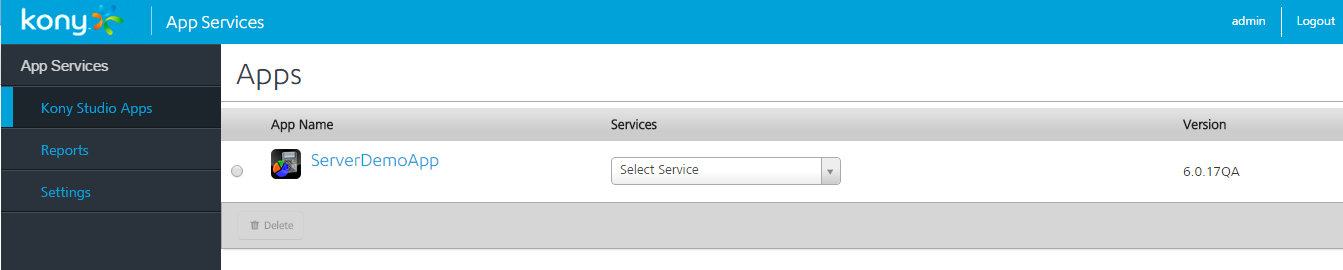 kony App Services admin Logout
App Services
Kony Studio Apps
Reports
Settings
Apps
App Name Services Version
ServerDemoApp Select Service 6.0.17QA
Delete